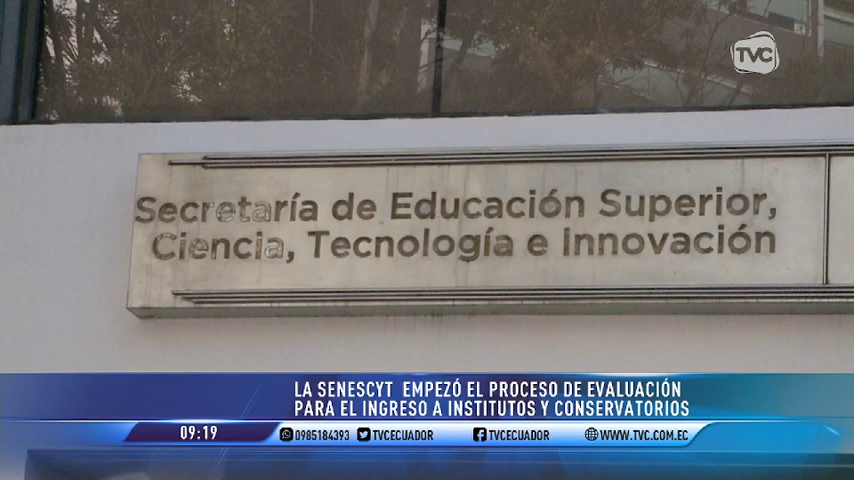 TVC
Secretaría de Educación Superior,
Ciencia, Tecnología e Innovación
LA SENESCYT EMPEZÓ EL PROCESO DE EVALUACIÓN
PARA EL INGRESO A INSTITUTOS Y CONSERVATORIOS
09:19 0985184393 TVCECUADOR TVCECUADOR WWW.TVC.COM.EC